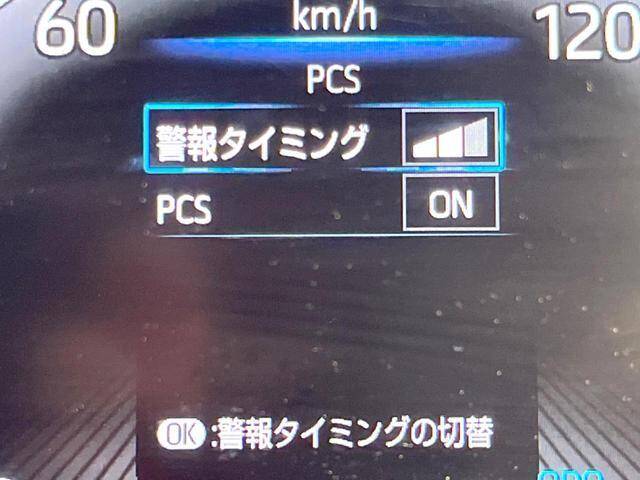 km/h
60 120
PCS
警報タイミング
PCS ON
OK:警報タイミングの切替